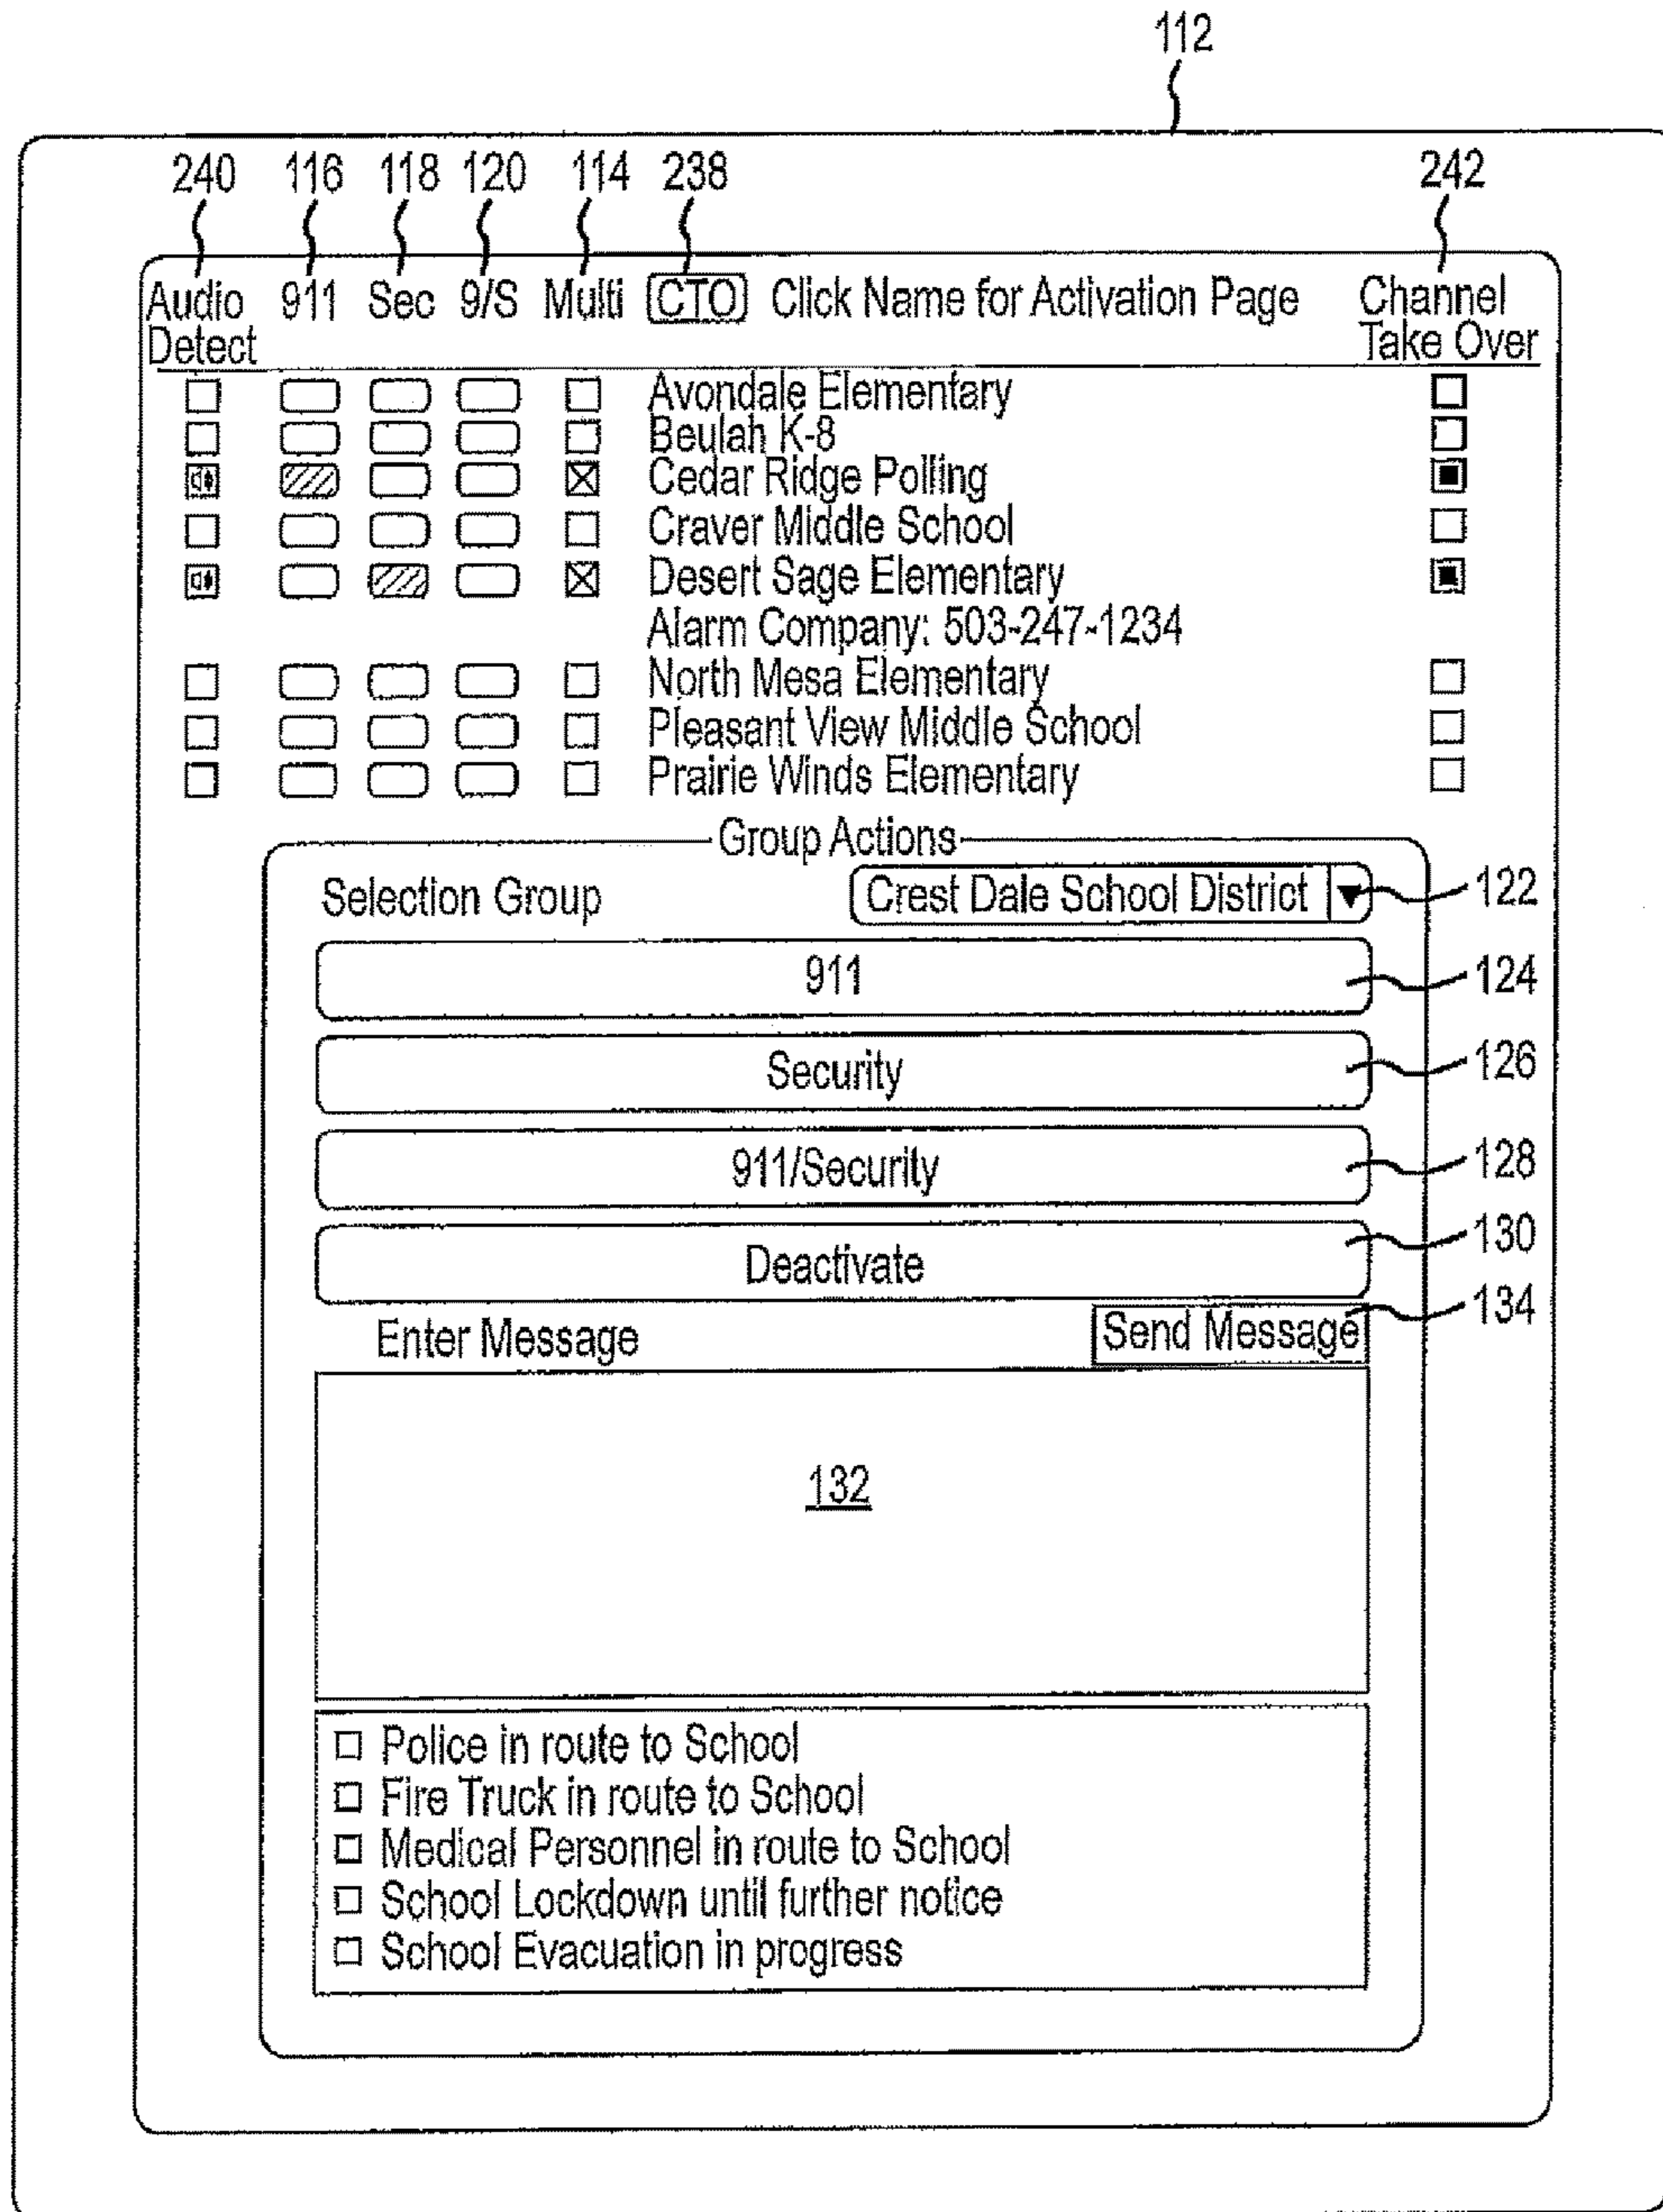 112
240 116 118 120 114 238 242
Audio Detect 911 Sec 9/S Multi CTO Click Name for Activation Page Channel Take Over
Avondale Elementary
Beulah K-8
Cedar Ridge Polling
Craver Middle School
Desert Sage Elementary
Alarm Company: 503-247-1234
North Mesa Elementary
Pleasant View Middle School
Prairie Winds Elementary
Group Actions
Selection Group Crest Dale School District 122
911 124
Security 126
911/Security 128
Deactivate 130
134
Enter Message Send Message
132
Police in route to School
Fire Truck in route to School
Medical Personnel in route to School
School Lockdown until further notice
School Evacuation in progress